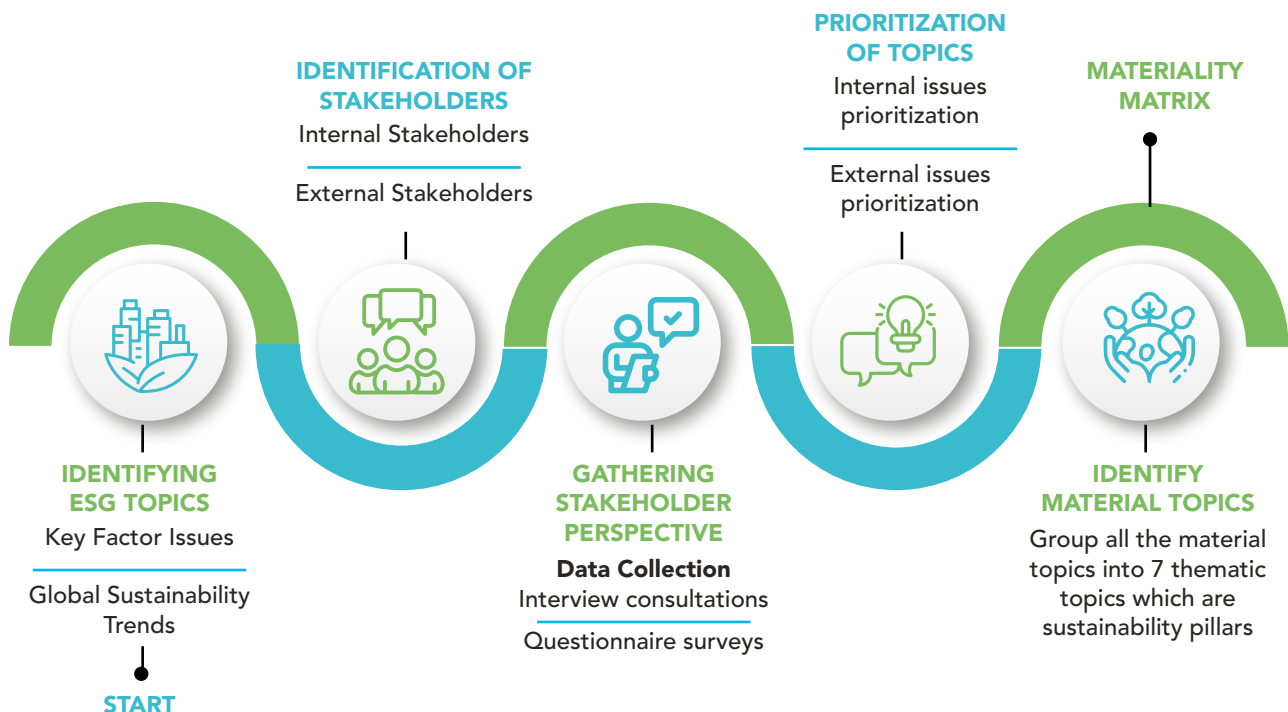 IDENTIFYING
ESG TOPICS
Key Factor Issues
Global Sustainability
Trends
START
IDENTIFICATION OF
STAKEHOLDERS
Internal Stakeholders
External Stakeholders
GATHERING
STAKEHOLDER
PERSPECTIVE
Data Collection
Interview consultations
Questionnaire surveys
PRIORITIZATION
OF TOPICS
Internal issues
prioritization
External issues
prioritization
MATERIALITY
MATRIX
IDENTIFY
MATERIAL TOPICS
Group all the material
topics into 7 thematic
topics which are
sustainability pillars